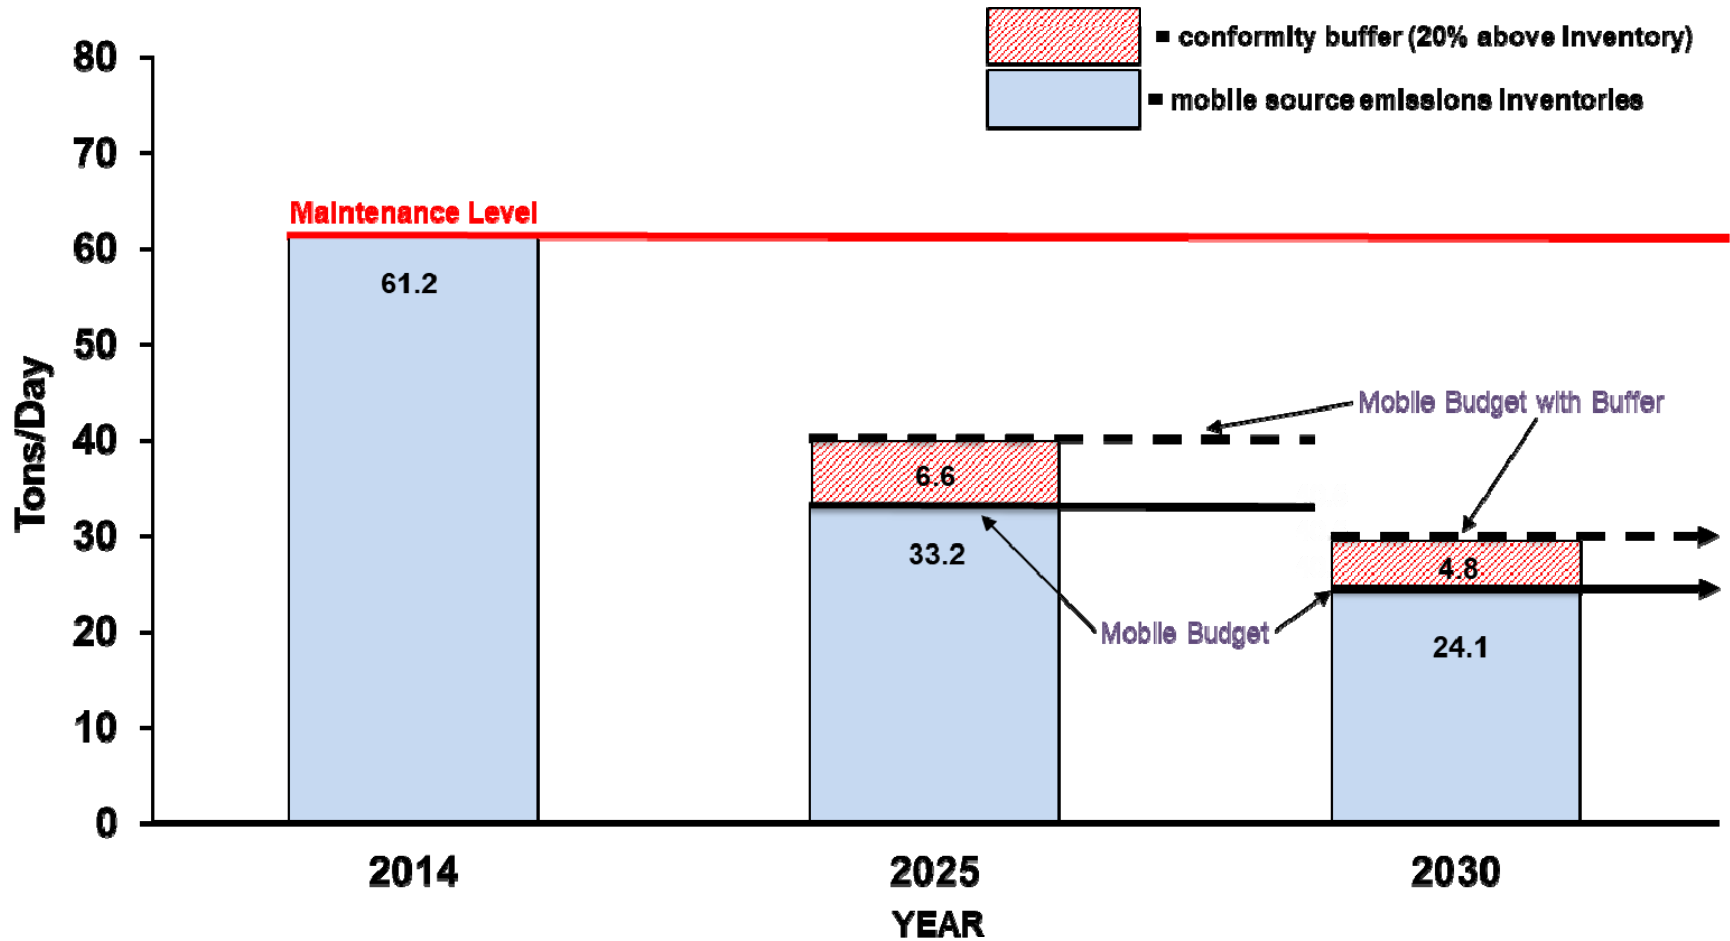 = conformity buffer (20% above inventory)
= mobile source emissions inventories
80
70
60
50
40
30
20
10
0
Tons/Day
Maintenance Level
61.2
Mobile Budget with Buffer
6.6
33.2
4.8
Mobile Budget
24.1
2014
2025
2030
YEAR